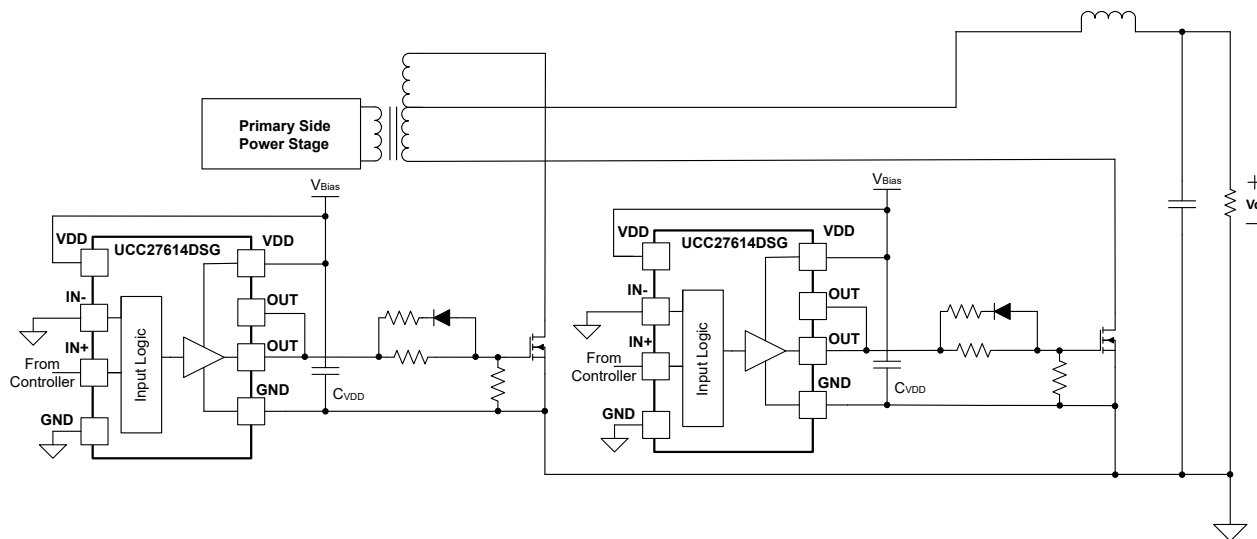 Primary Side
Power Stage
VBias
VDD
UCC27614DSG
VDD
IN-
OUT
IN+
OUT
From
Controller
Input Logic
GND
GND
CVDD
VBias
VDD
UCC27614DSG
VDD
IN-
OUT
IN+
OUT
From
Controller
Input Logic
GND
GND
CVDD
+
–